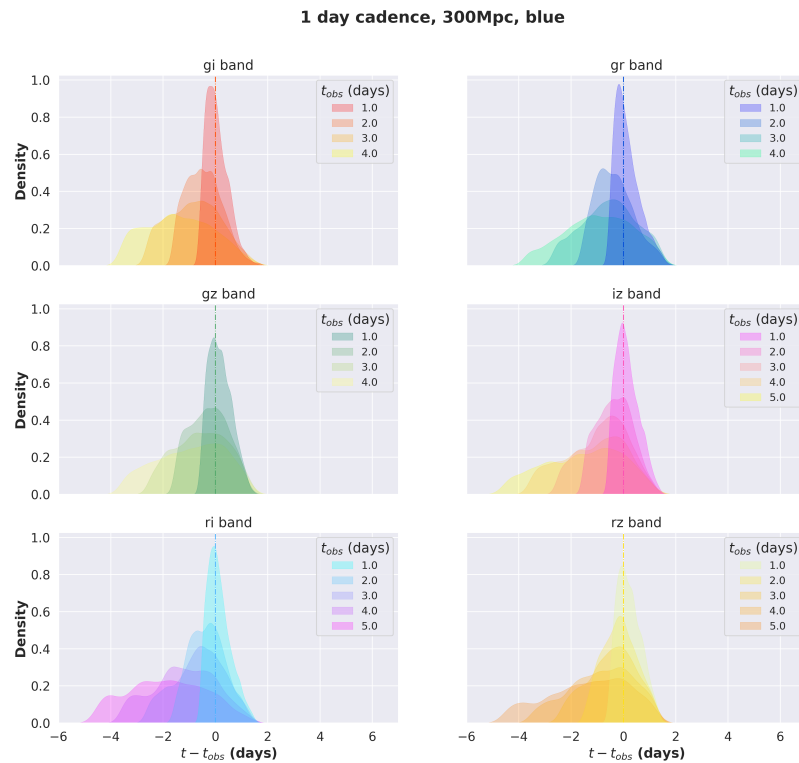 1 day cadence, 300Mpc, blue
gi band
gr band
1.0
0.8
0.6
0.4
0.2
0.0
Density
t_obs (days)
1.0
2.0
3.0
4.0
t_obs (days)
1.0
2.0
3.0
4.0
gz band
iz band
1.0
0.8
0.6
0.4
0.2
0.0
Density
t_obs (days)
1.0
2.0
3.0
4.0
t_obs (days)
1.0
2.0
3.0
4.0
5.0
ri band
rz band
1.0
0.8
0.6
0.4
0.2
0.0
Density
t_obs (days)
1.0
2.0
3.0
4.0
5.0
t_obs (days)
1.0
2.0
3.0
4.0
5.0
−6 −4 −2 0 2 4 6
−6 −4 −2 0 2 4 6
t − t_obs (days)
t − t_obs (days)